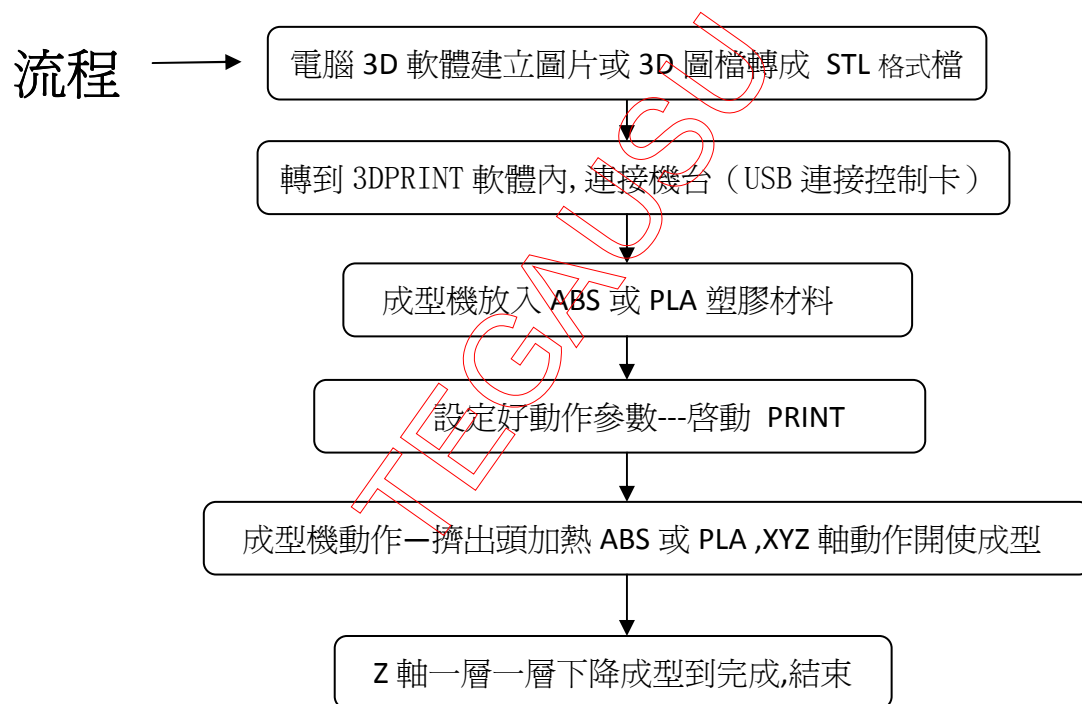 流程
電腦 3D 軟體建立圖片或 3D 圖檔轉成 STL 格式檔
轉到 3DPRINT 軟體內,連接機台（USB 連接控制卡）
成型機放入 ABS 或 PLA 塑膠材料
設定好動作參數---啓動 PRINT
成型機動作—擠出頭加熱 ABS 或 PLA ,XYZ 軸動作開使成型
Z 軸一層一層下降成型到完成,結束
TEGAUSU